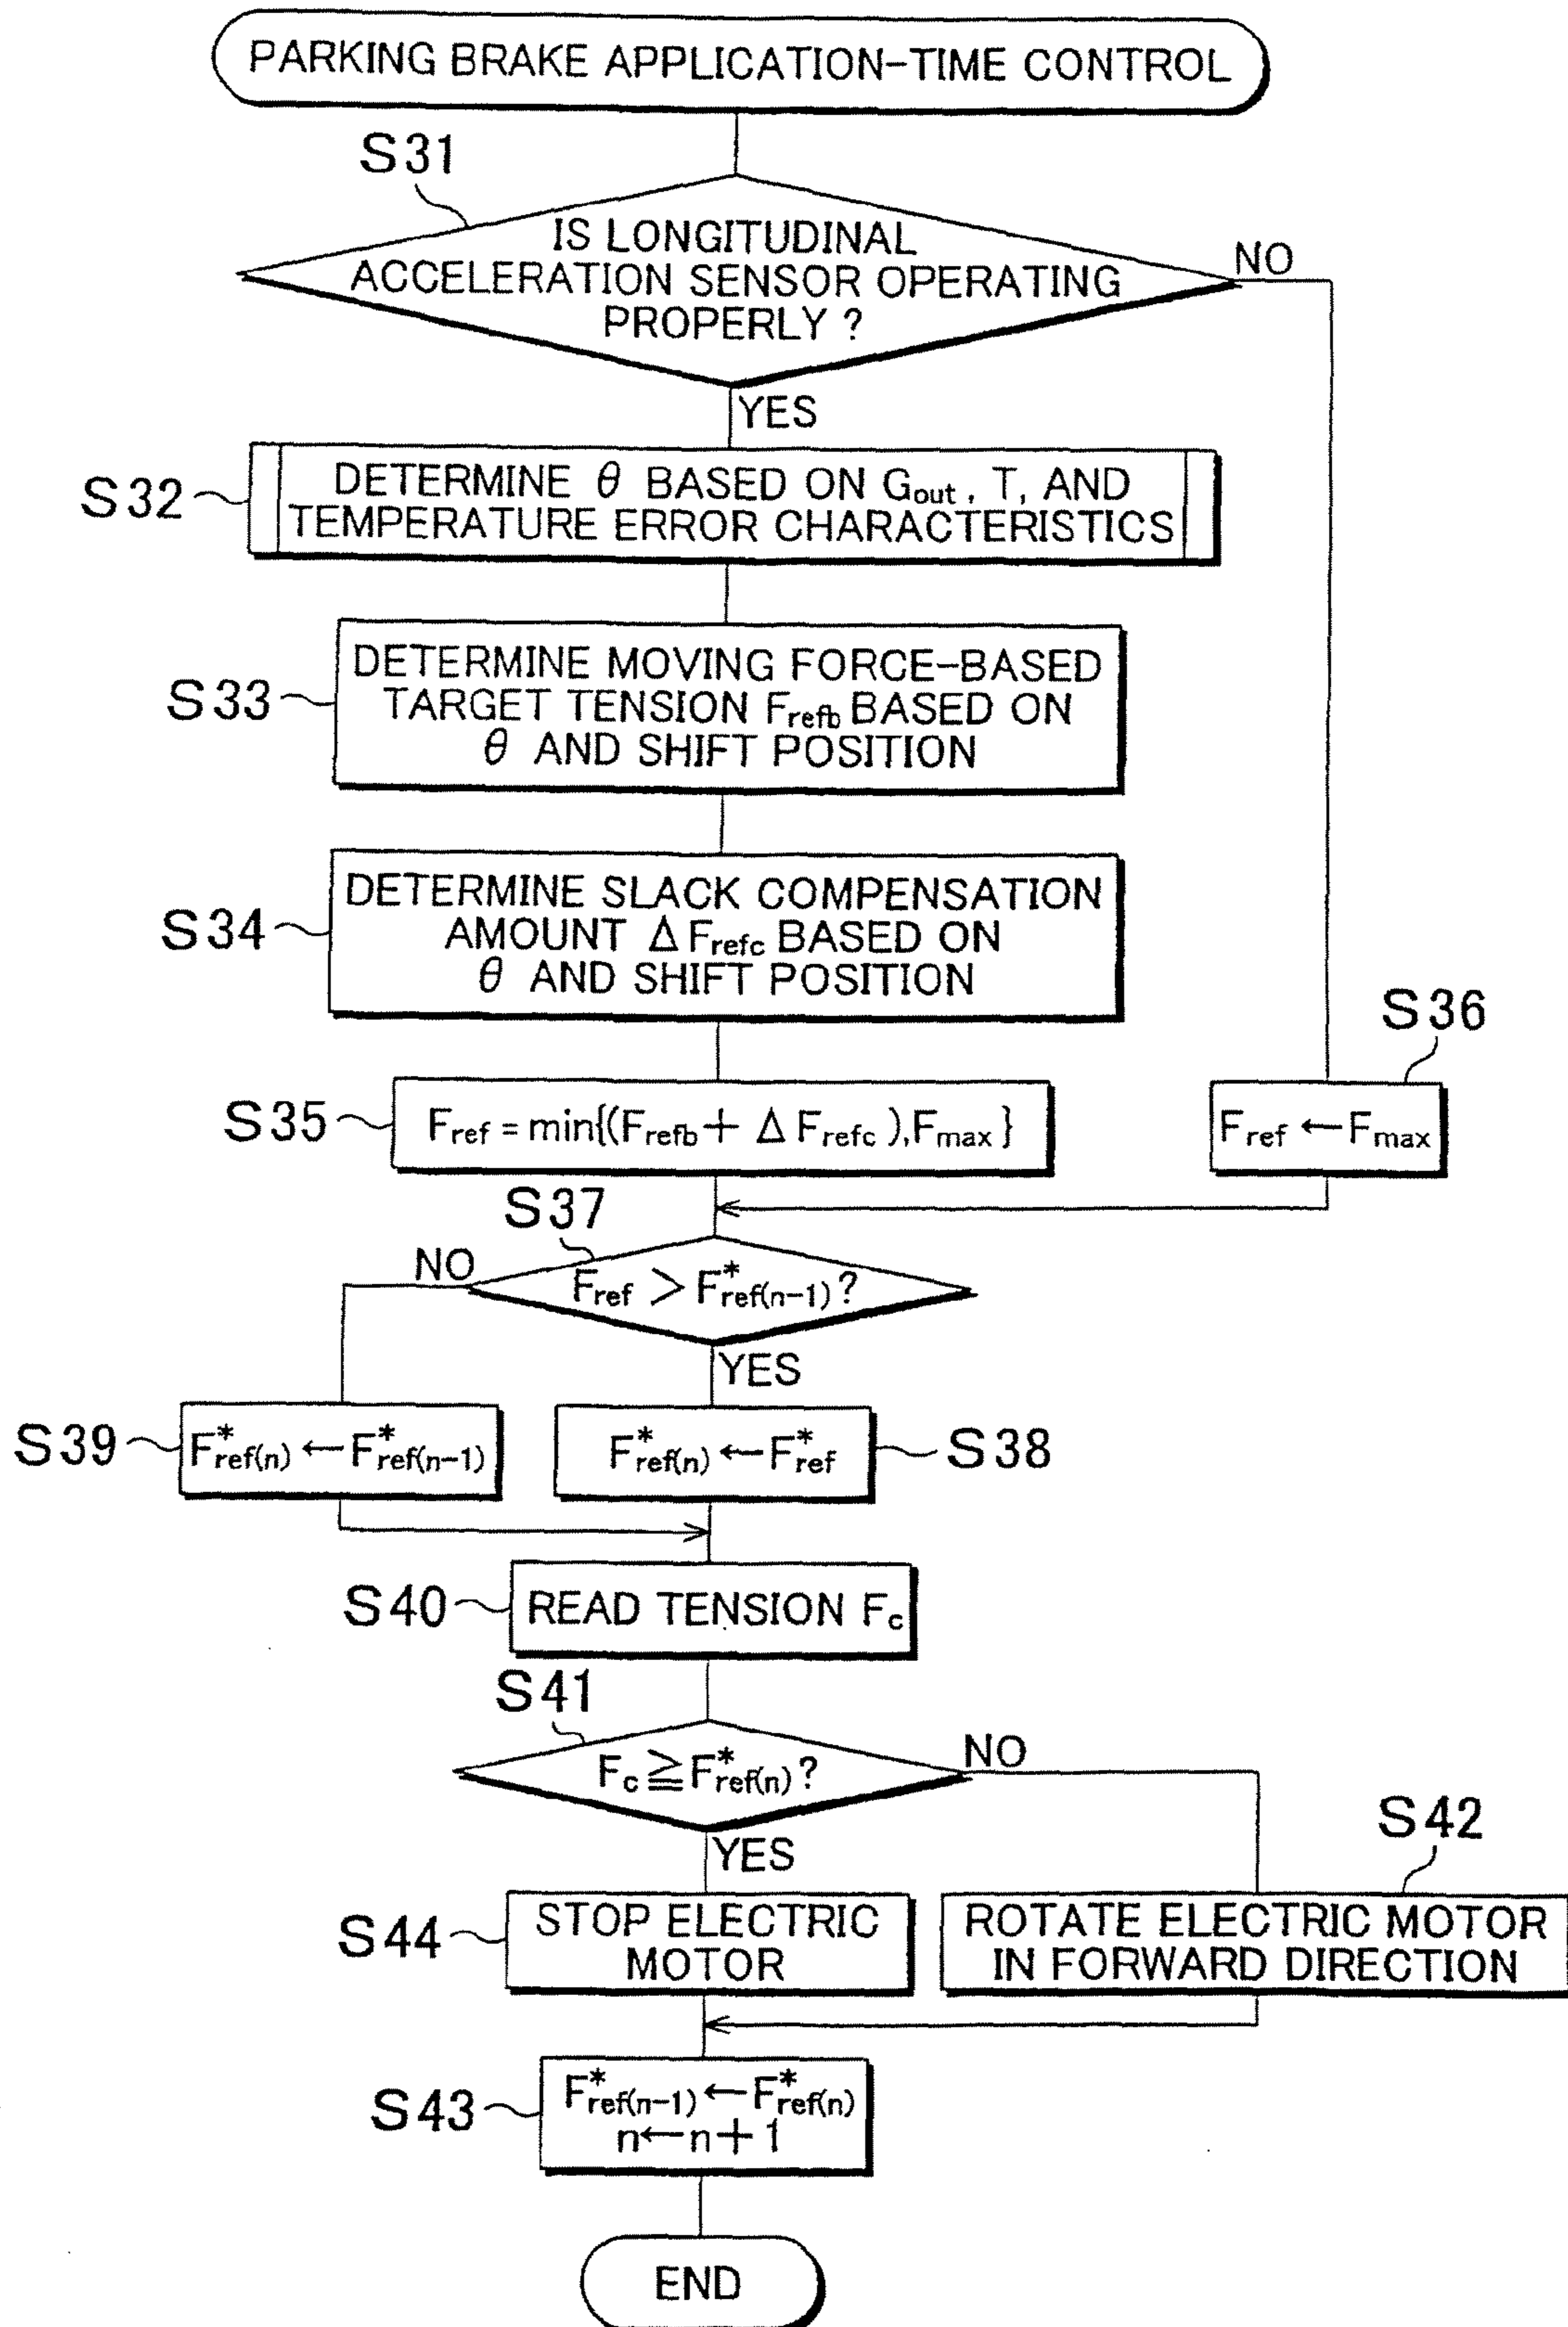 PARKING BRAKE APPLICATION-TIME CONTROL
S31
IS LONGITUDINAL
ACCELERATION SENSOR OPERATING
PROPERLY ?
NO
YES
S32
DETERMINE θ BASED ON Gout, T, AND
TEMPERATURE ERROR CHARACTERISTICS
S33
DETERMINE MOVING FORCE-BASED
TARGET TENSION Frefb BASED ON
θ AND SHIFT POSITION
S34
DETERMINE SLACK COMPENSATION
AMOUNT ΔFrefc BASED ON
θ AND SHIFT POSITION
S35
Fref = min{(Frefb + ΔFrefc ),Fmax}
S36
Fref ← Fmax
S37
Fref > F*ref(n-1)?
NO
YES
S39
F*ref(n) ← F*ref(n-1)
F*ref(n) ← F*ref
S38
S40
READ TENSION Fc
S41
Fc ≧ F*ref(n)?
NO
YES
S44
STOP ELECTRIC
MOTOR
S42
ROTATE ELECTRIC MOTOR
IN FORWARD DIRECTION
S43
F*ref(n-1) ← F*ref(n)
n←n+1
END